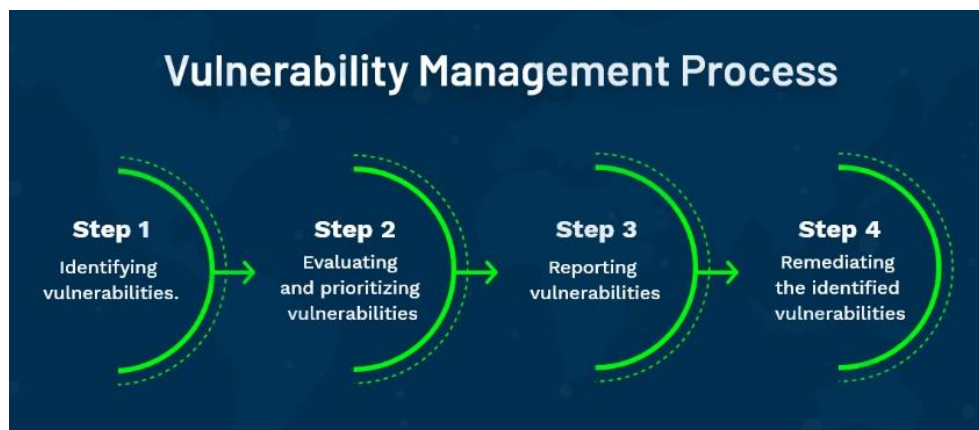 Vulnerability Management Process
Step 1
Identifying
vulnerabilities.
Step 2
Evaluating
and prioritizing
vulnerabilities
Step 3
Reporting
vulnerabilities
Step 4
Remediating
the identified
vulnerabilities